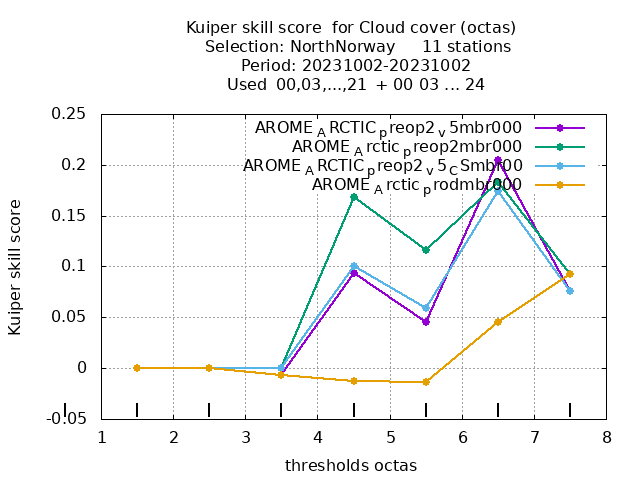 Kuiper skill score  for Cloud cover (octas)
Selection: NorthNorway      11 stations
Period: 20231002-20231002
Used  00,03,...,21  + 00 03 ... 24
0.25
0.2
0.15
0.1
0.05
0
-0.05
1 2 3 4 5 6 7 8
Kuiper skill score
thresholds octas
AROME_ARCTIC_preop2_v5mbr000
AROME_Arctic_preop2mbr000
AROME_ARCTIC_preop2_v5_CSmbr00
AROME_Arctic_prodmbr000